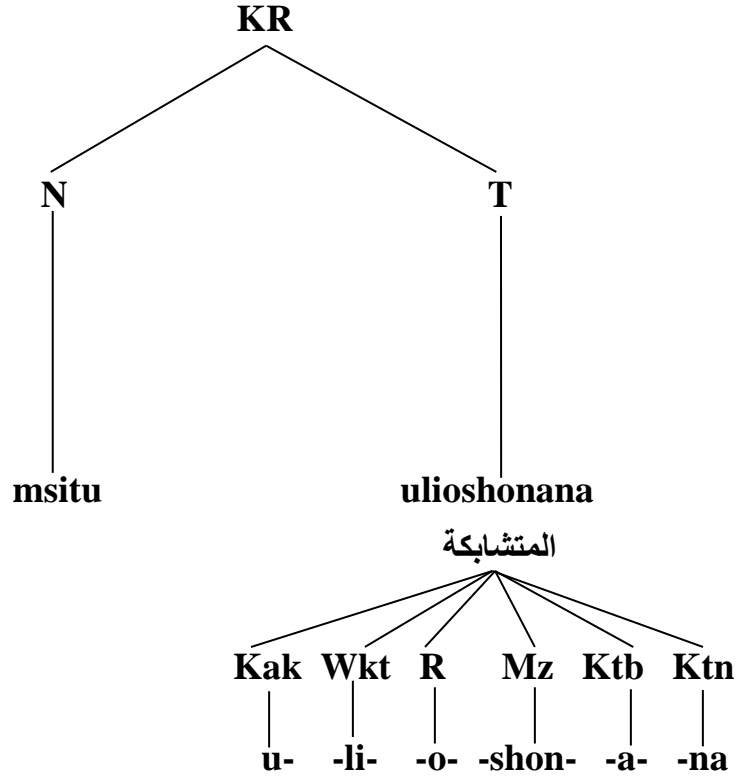 KR
N T
msitu ulioshonana
المتشابكة
Kak Wkt R Mz Ktb Ktn
u- -li- -o- -shon- -a- -na